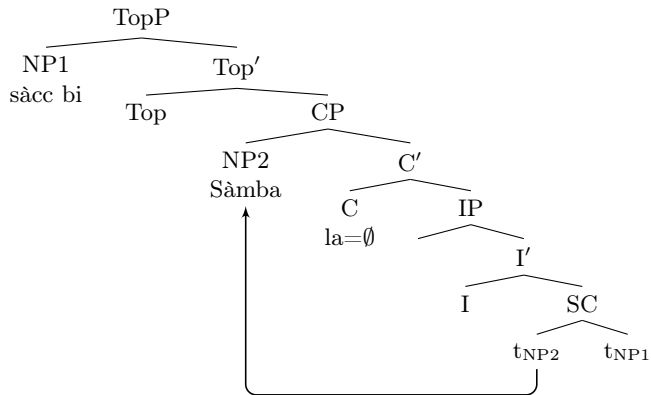 TopP
NP1 Top′
sàcc bi
Top CP
NP2 C′
Sàmba
C IP
la=∅
I′
I SC
tNP2 tNP1